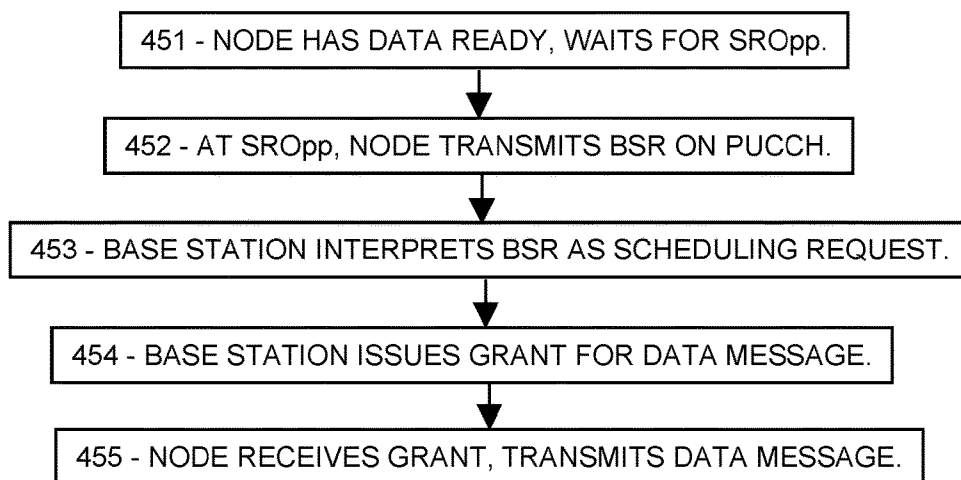 451 - NODE HAS DATA READY, WAITS FOR SROpp.
452 - AT SROpp, NODE TRANSMITS BSR ON PUCCH.
453 - BASE STATION INTERPRETS BSR AS SCHEDULING REQUEST.
454 - BASE STATION ISSUES GRANT FOR DATA MESSAGE.
455 - NODE RECEIVES GRANT, TRANSMITS DATA MESSAGE.